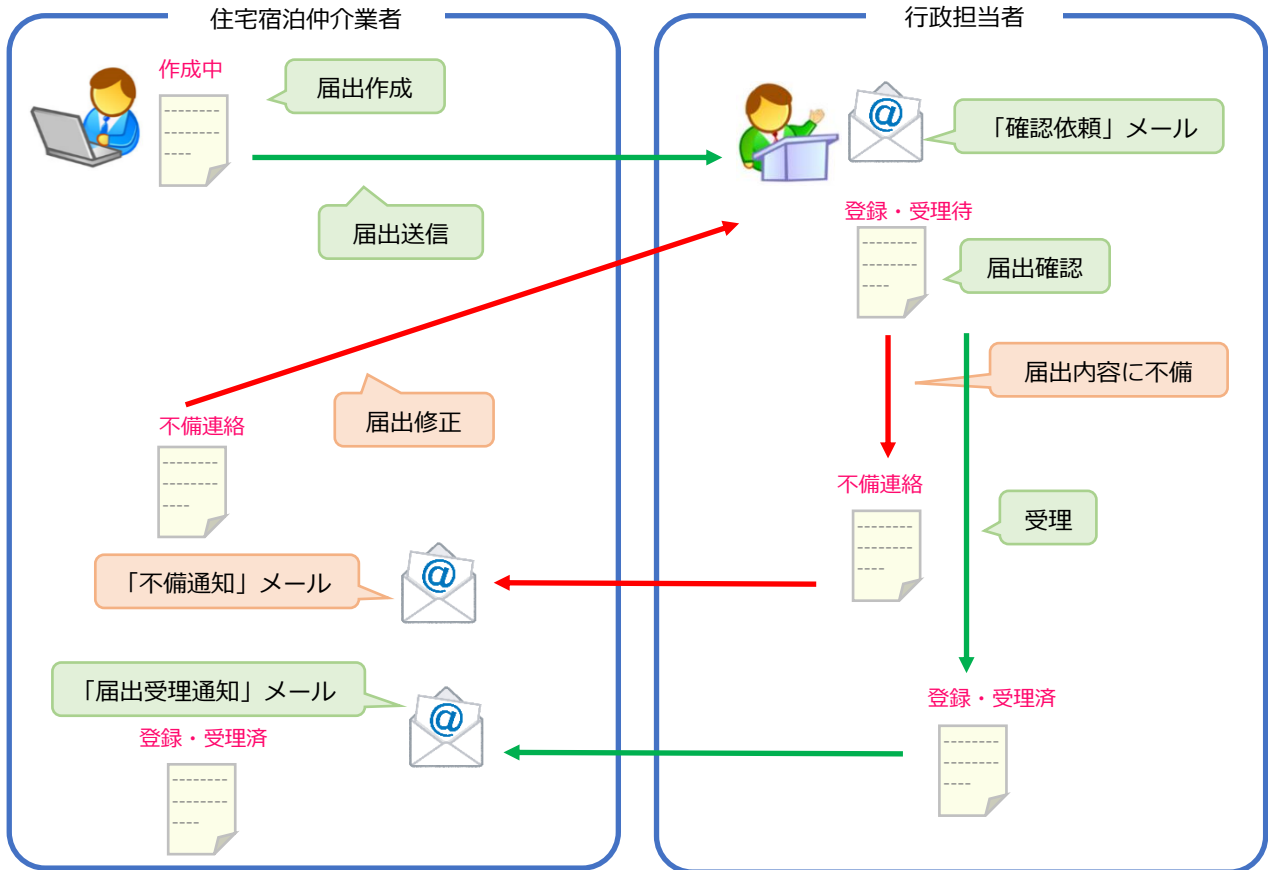 住宅宿泊仲介業者
行政担当者
作成中
届出作成
@
「確認依頼」メール
届出送信
登録・受理待
届出確認
届出内容に不備
届出修正
不備連絡
不備連絡
受理
「不備通知」メール
@
「届出受理通知」メール
@
登録・受理済
登録・受理済